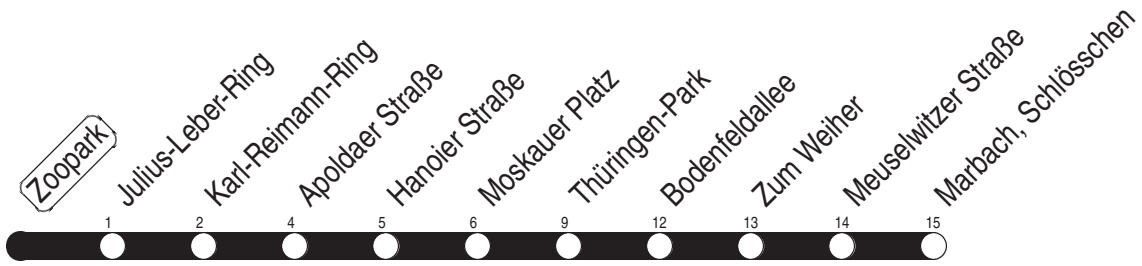 Zoopark
Julius-Leber-Ring
Karl-Reimann-Ring
Apoldaer Straße
Hanoier Straße
Moskauer Platz
Thüringen-Park
Bodenfeldallee
Zum Weiher
Meuselwitzer Straße
Marbach, Schlösschen
1 2 4 5 6 9 12 13 14 15